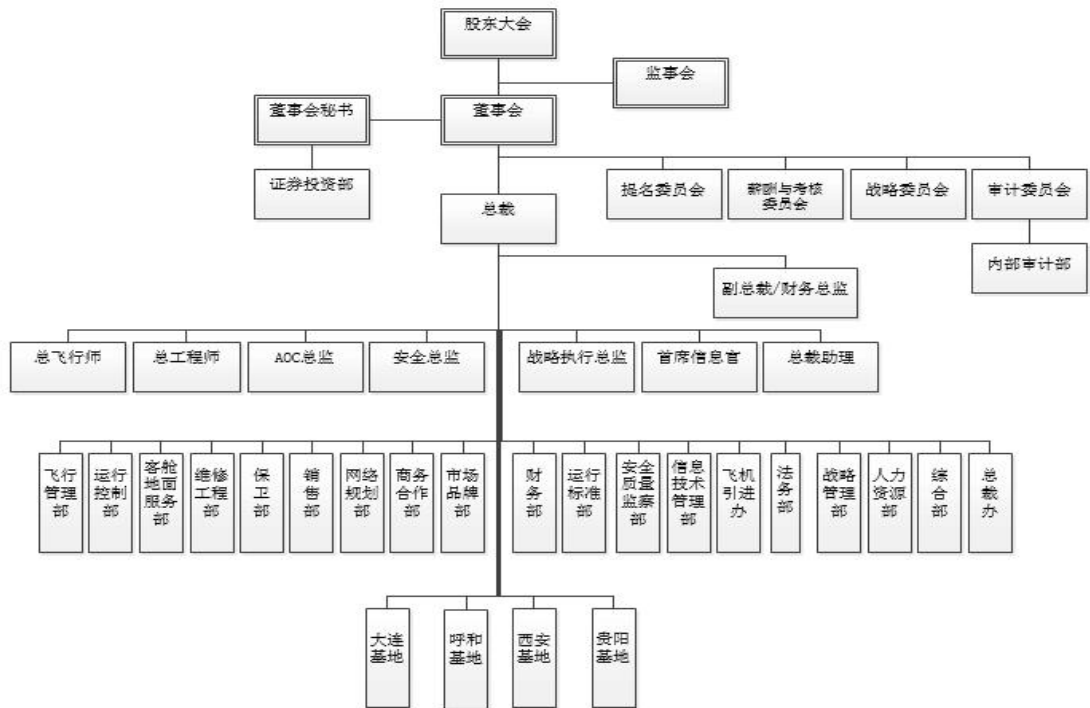 股东大会
监事会
董事会秘书
董事会
证券投资部
提名委员会
薪酬与考核
委员会
战略委员会
审计委员会
总裁
内部审计部
副总裁/财务总监
总飞行师
总工程师
AOC总监
安全总监
战略执行总监
首席信息官
总裁助理
飞行
管理
部
运行
控制
部
客舱
地面
服务
部
维修
工程
部
保
卫
部
销
售
部
网络
规划
部
商务
合作
部
市场
品牌
部
财
务
部
运行
标准
部
安全
质量
监察
部
信息
技术
管理
部
飞机
引进
办
法
务
部
战略
管理
部
人力
资源
部
综
合
部
总
裁
办
大连
基地
呼和
基地
西安
基地
贵阳
基地